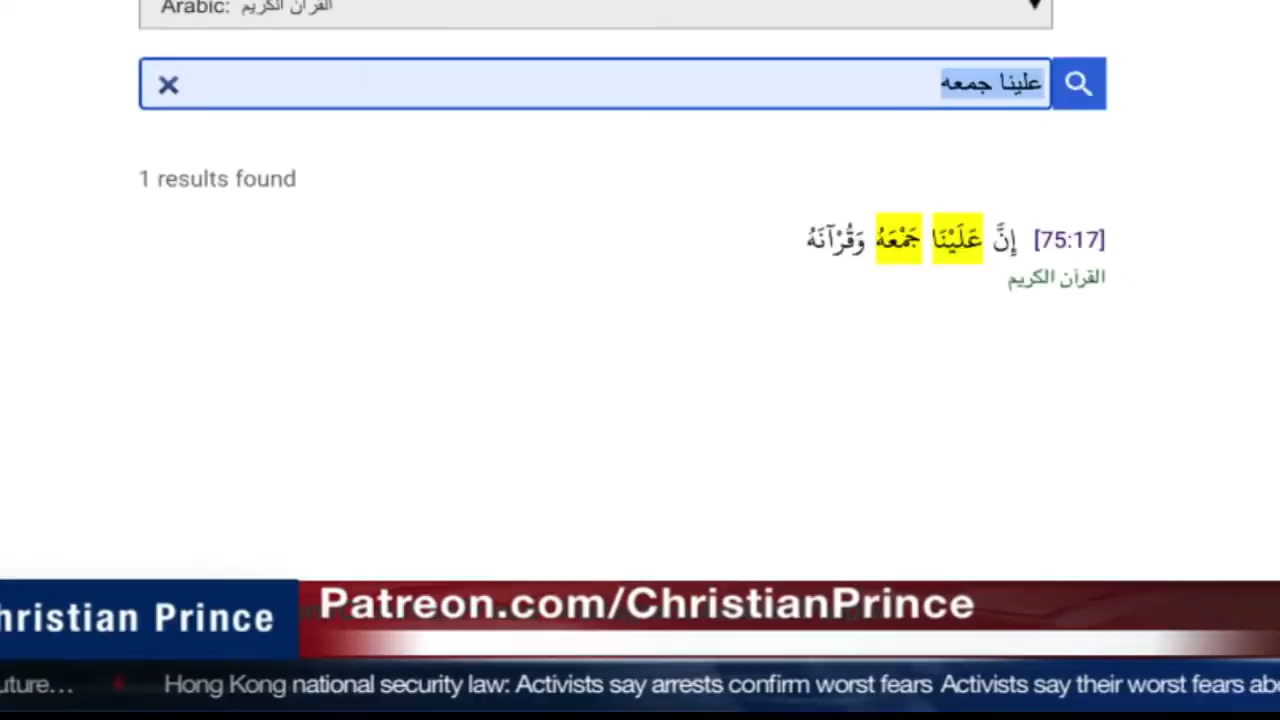 Arabic: القرآن الكريم
علينا جمعه
1 results found
[75:17] إِنَّ عَلَيْنَا جَمْعَهُ وَقُرْآنَهُ
القرآن الكريم
hristian Prince
Patreon.com/ChristianPrince
uture… Hong Kong national security law: Activists say arrests confirm worst fears Activists say their worst fears abo